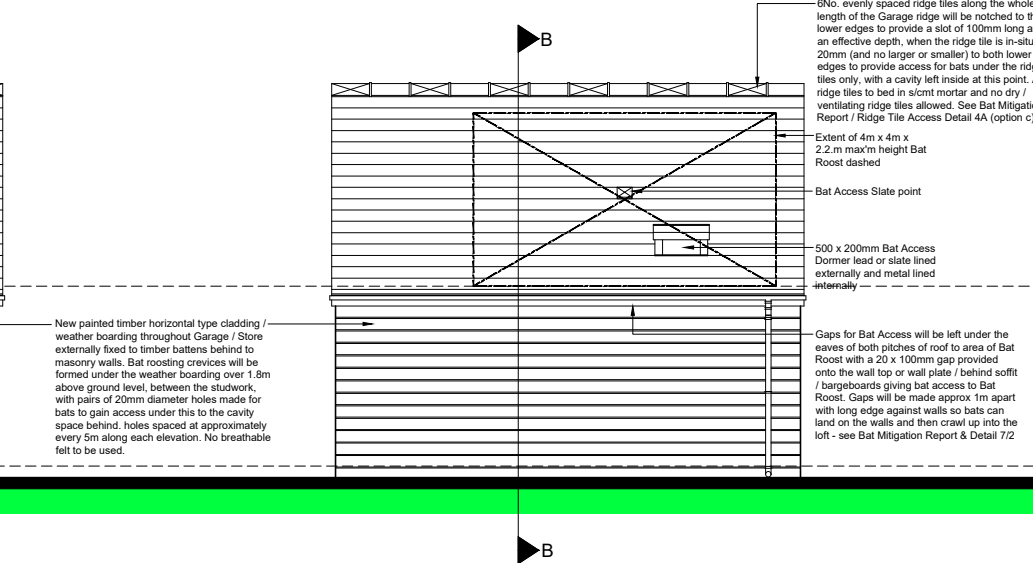 6No. evenly spaced ridge tiles along the whole
length of the Garage ridge will be notched to
lower edges to provide a slot of 100mm long
an effective depth, when the ridge tile is in-situ
20mm (and no larger or smaller) to both lower
edges to provide access for bats under the
tiles only, with a cavity left inside at this point.
ridge tiles to bed in s/cmt mortar and no dry /
ventilating ridge tiles allowed. See Bat
Report / Ridge Tile Access Detail 4A (option c)
B
Extent of 4m x 4m x
2.2.m max'm height Bat
Roost dashed
Bat Access Slate point
500 x 200mm Bat Access
Dormer lead or slate lined
externally and metal lined
internally
New painted timber horizontal type cladding /
weather boarding throughout Garage / Store
externally fixed to timber battens behind to
masonry walls. Bat roosting crevices will be
formed under the weather boarding over 1.8m
above ground level, between the studwork,
with pairs of 20mm diameter holes made for
bats to gain access under this to the cavity
space behind. holes spaced at approximately
every 5m along each elevation. No breathable
felt to be used.
Gaps for Bat Access will be left under the
eaves of both pitches of roof to area of Bat
Roost with a 20 x 100mm gap provided
onto the wall top or wall plate / behind soffit
/ bargeboards giving bat access to Bat
Roost. Gaps will be made approx 1m apart
with long edge against walls so bats can
land on the walls and then crawl up into the
loft - see Bat Mitigation Report & Detail 7/2
B